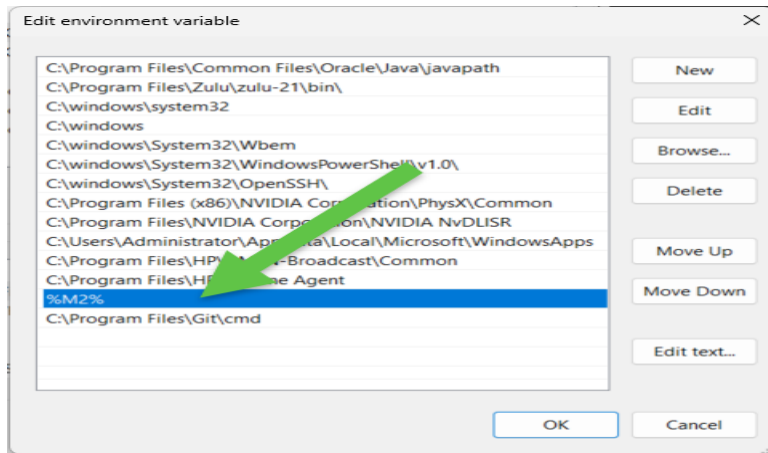 Edit environment variable
C:\Program Files\Common Files\Oracle\Java\javapath
C:\Program Files\Zulu\zulu-21\bin\
C:\windows\system32
C:\windows
C:\windows\System32\Wbem
C:\windows\System32\WindowsPowerShell\v1.0\
C:\windows\System32\OpenSSH\
C:\Program Files (x86)\NVIDIA Corporation\PhysX\Common
C:\Program Files\NVIDIA Corporation\NVIDIA NvDLISR
C:\Users\Administrator\AppData\Local\Microsoft\WindowsApps
C:\Program Files\HP\ -Broadcast\Common
C:\Program Files\ Agent
%M2%
C:\Program Files\Git\cmd
New
Edit
Browse...
Delete
Move Up
Move Down
Edit text...
OK
Cancel